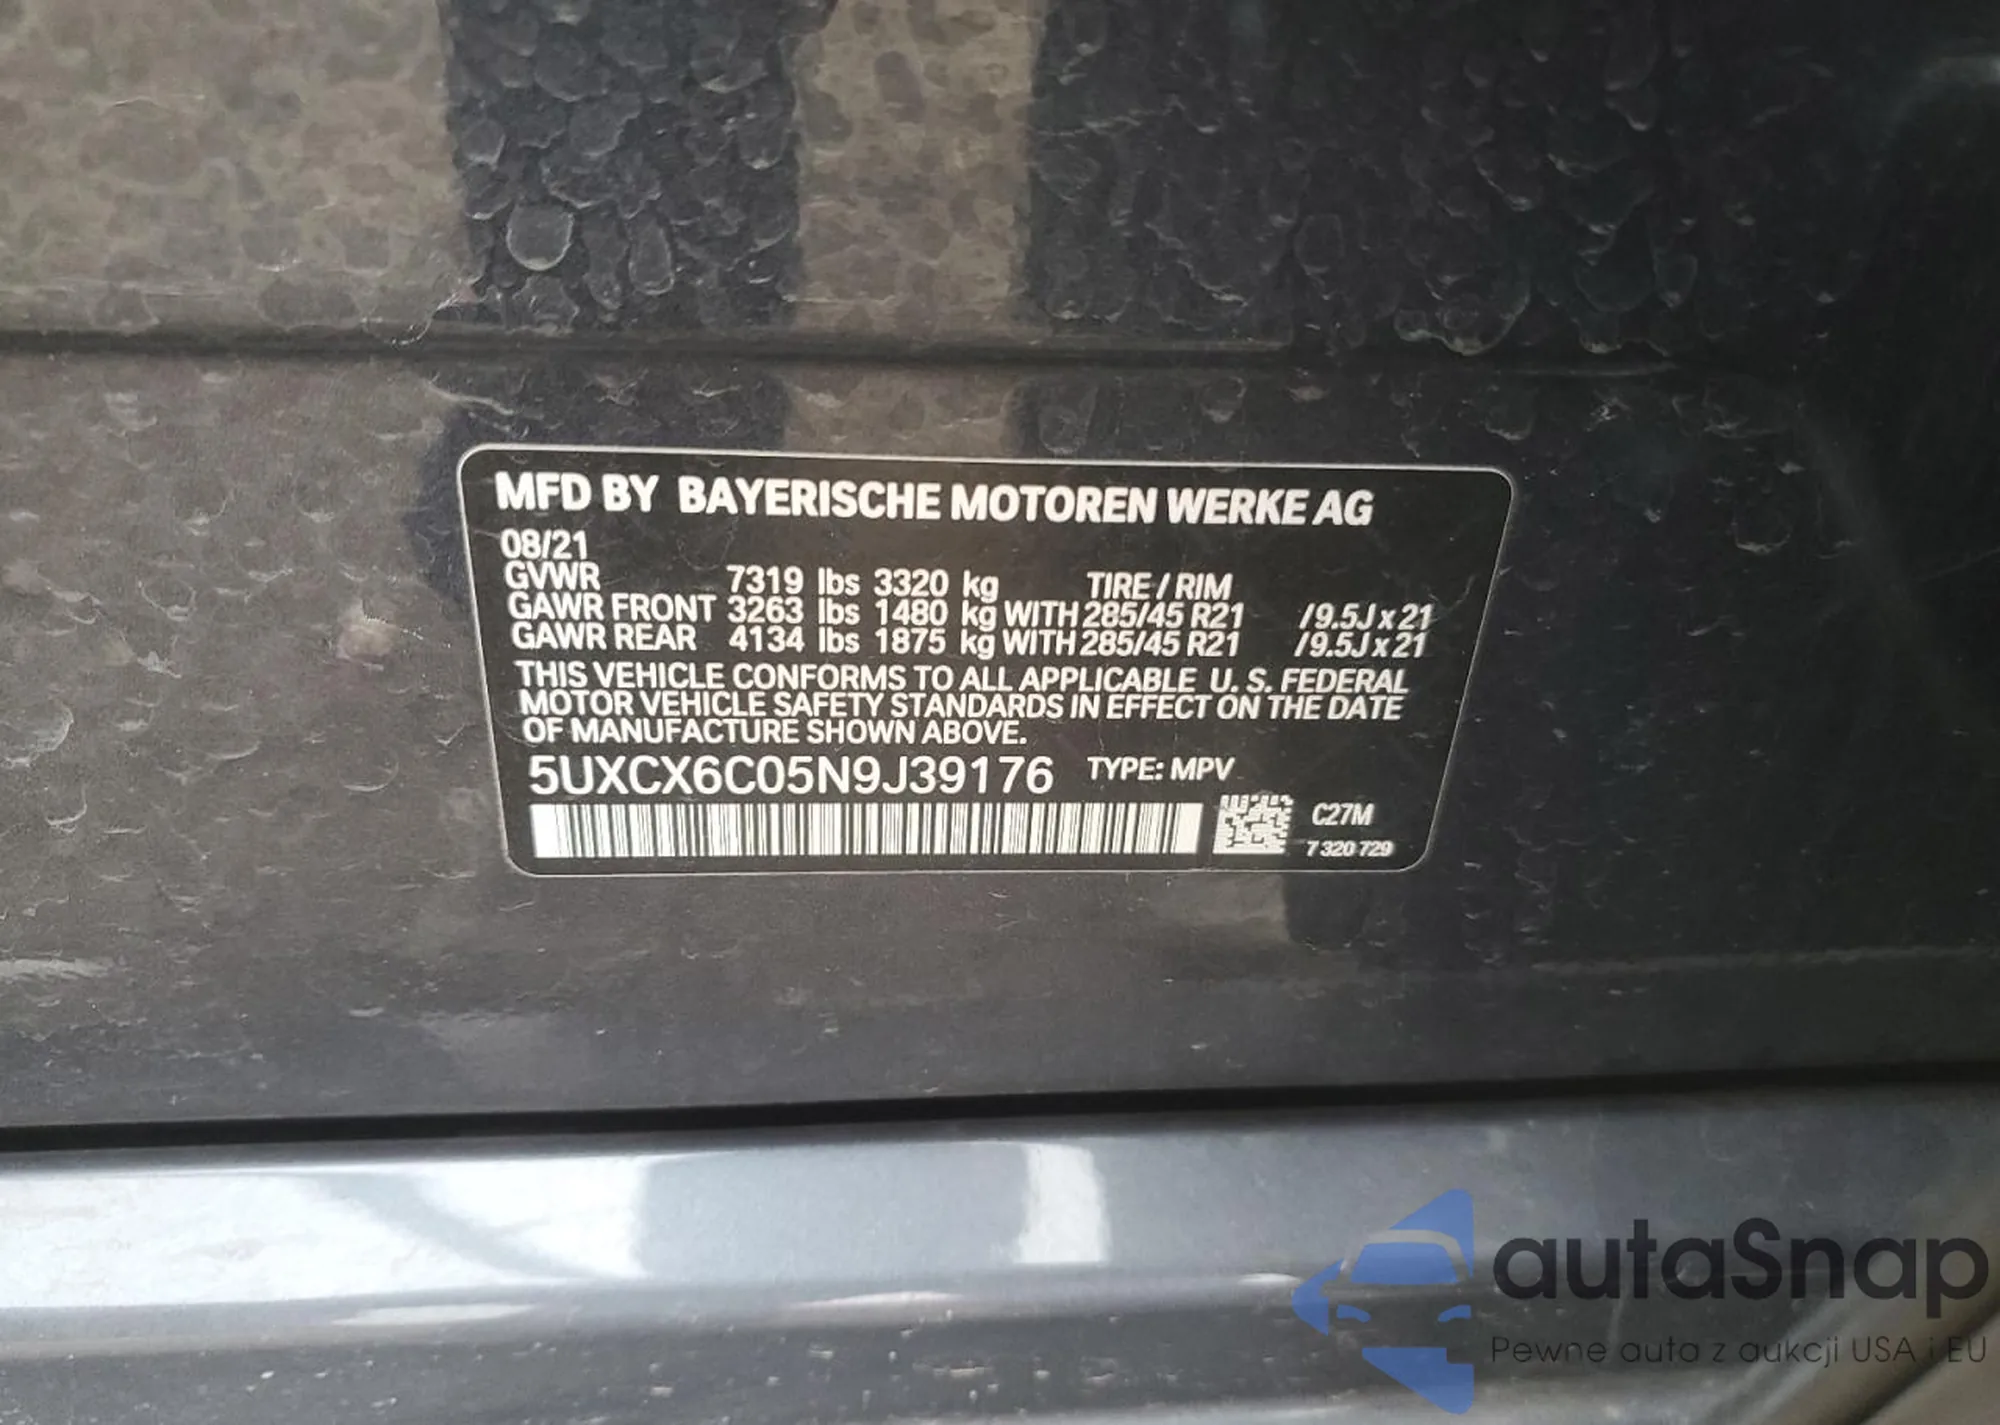 MFD BY BAYERISCHE MOTOREN WERKE AG
08/21
GVWR 7319 lbs 3320 kg TIRE / RIM
GAWR FRONT 3263 lbs 1480 kg WITH 285/45 R21 /9.5J x 21
GAWR REAR 4134 lbs 1875 kg WITH 285/45 R21 /9.5J x 21
THIS VEHICLE CONFORMS TO ALL APPLICABLE U. S. FEDERAL
MOTOR VEHICLE SAFETY STANDARDS IN EFFECT ON THE DATE
OF MANUFACTURE SHOWN ABOVE.
5UXCX6C05N9J39176 TYPE: MPV
C27M
7 320 729
autaSnap
Pewne auta z aukcji USA i EU